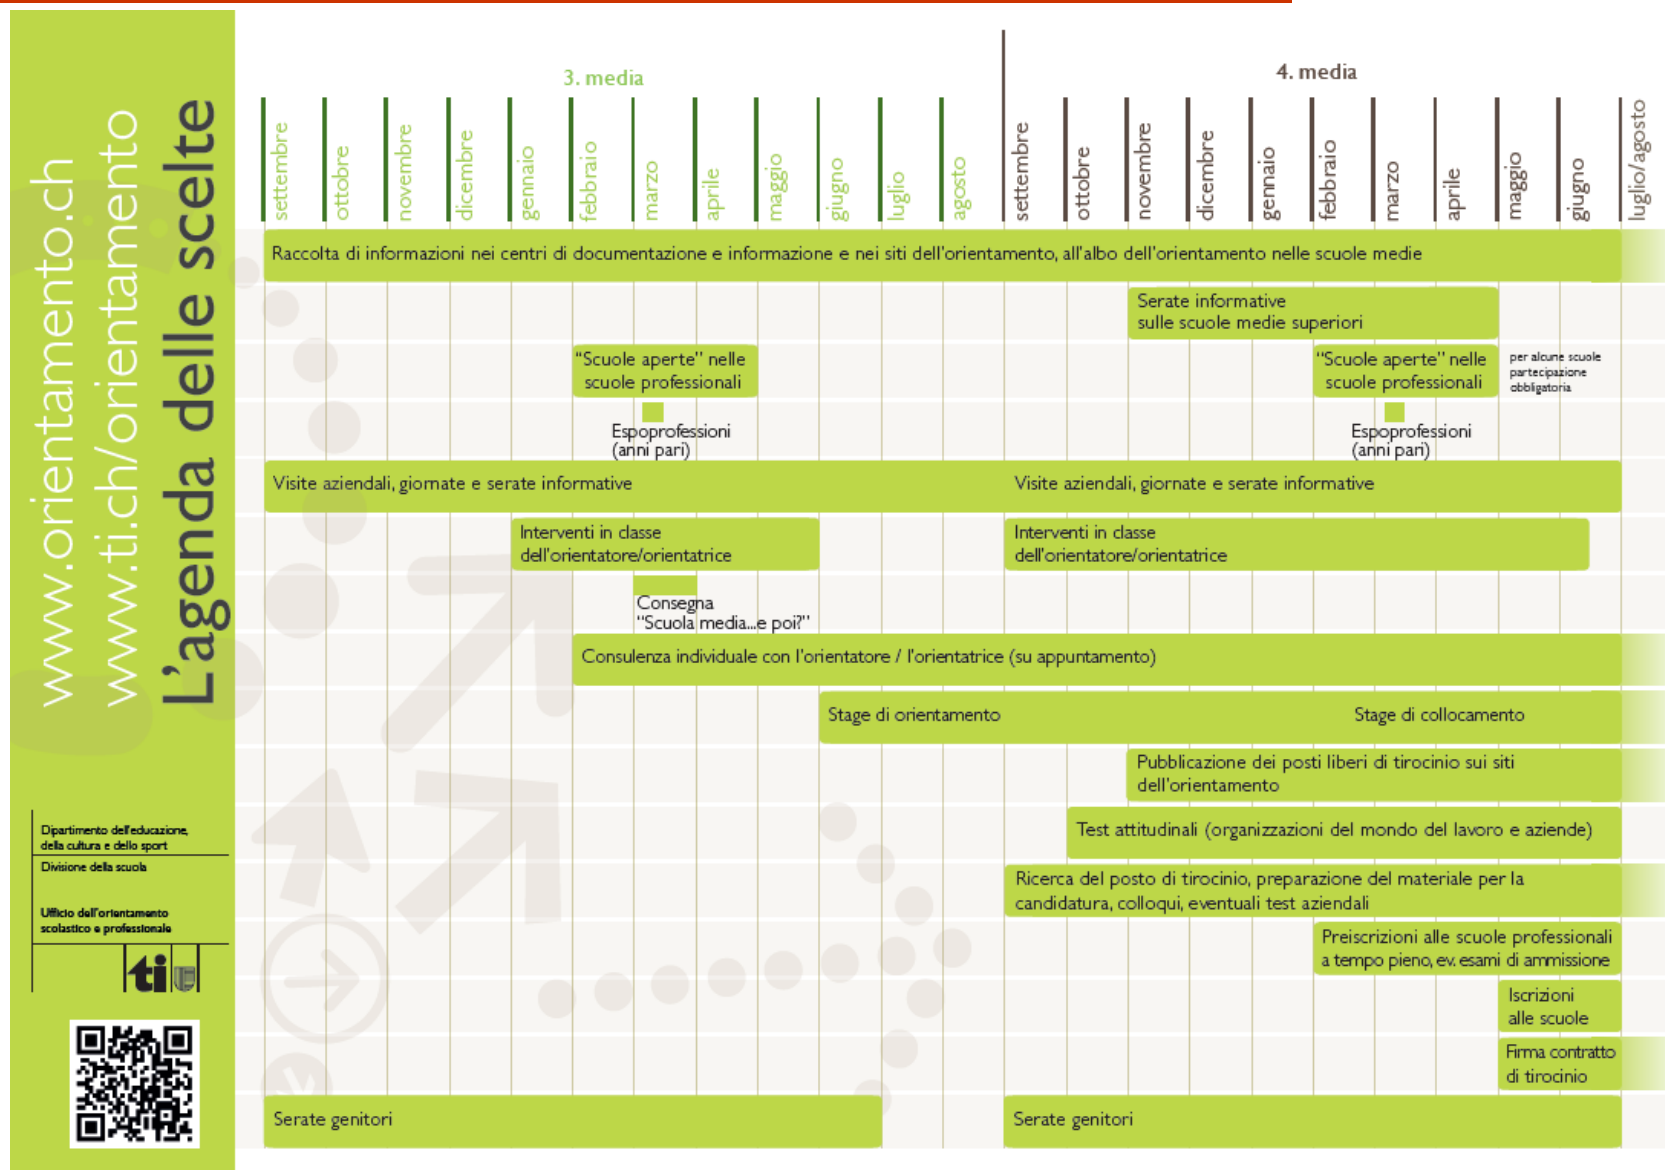 www.orientamento.ch
www.ti.ch/orientamento
L'agenda delle scelte
3. media
4. media
settembre
ottobre
novembre
dicembre
gennaio
febbraio
marzo
aprile
maggio
giugno
luglio
agosto
settembre
ottobre
novembre
dicembre
gennaio
febbraio
marzo
aprile
maggio
giugno
luglio/agosto
Raccolta di informazioni nei centri di documentazione e informazione e nei siti dell'orientamento, all'albo dell'orientamento nelle scuole medie
Serate informative
sulle scuole medie superiori
“Scuole aperte” nelle
scuole professionali
“Scuole aperte” nelle
scuole professionali
per alcune scuole
partecipazione
obbligatoria
Espoprofessioni
(anni pari)
Espoprofessioni
(anni pari)
Visite aziendali, giornate e serate informative
Visite aziendali, giornate e serate informative
Interventi in classe
dell'orientatore/orientatrice
Interventi in classe
dell'orientatore/orientatrice
Consegna
“Scuola media...e poi?”
Consulenza individuale con l'orientatore / l'orientatrice (su appuntamento)
Stage di orientamento
Stage di collocamento
Pubblicazione dei posti liberi di tirocinio sui siti
dell'orientamento
Test attitudinali (organizzazioni del mondo del lavoro e aziende)
Ricerca del posto di tirocinio, preparazione del materiale per la
candidatura, colloqui, eventuali test aziendali
Preiscrizioni alle scuole professionali
a tempo pieno, ev. esami di ammissione
Iscrizioni
alle scuole
Firma contratto
di tirocinio
Serate genitori
Serate genitori
Dipartimento dell'educazione,
della cultura e dello sport
Divisione della scuola
Ufficio dell'orientamento
scolastico e professionale
ti